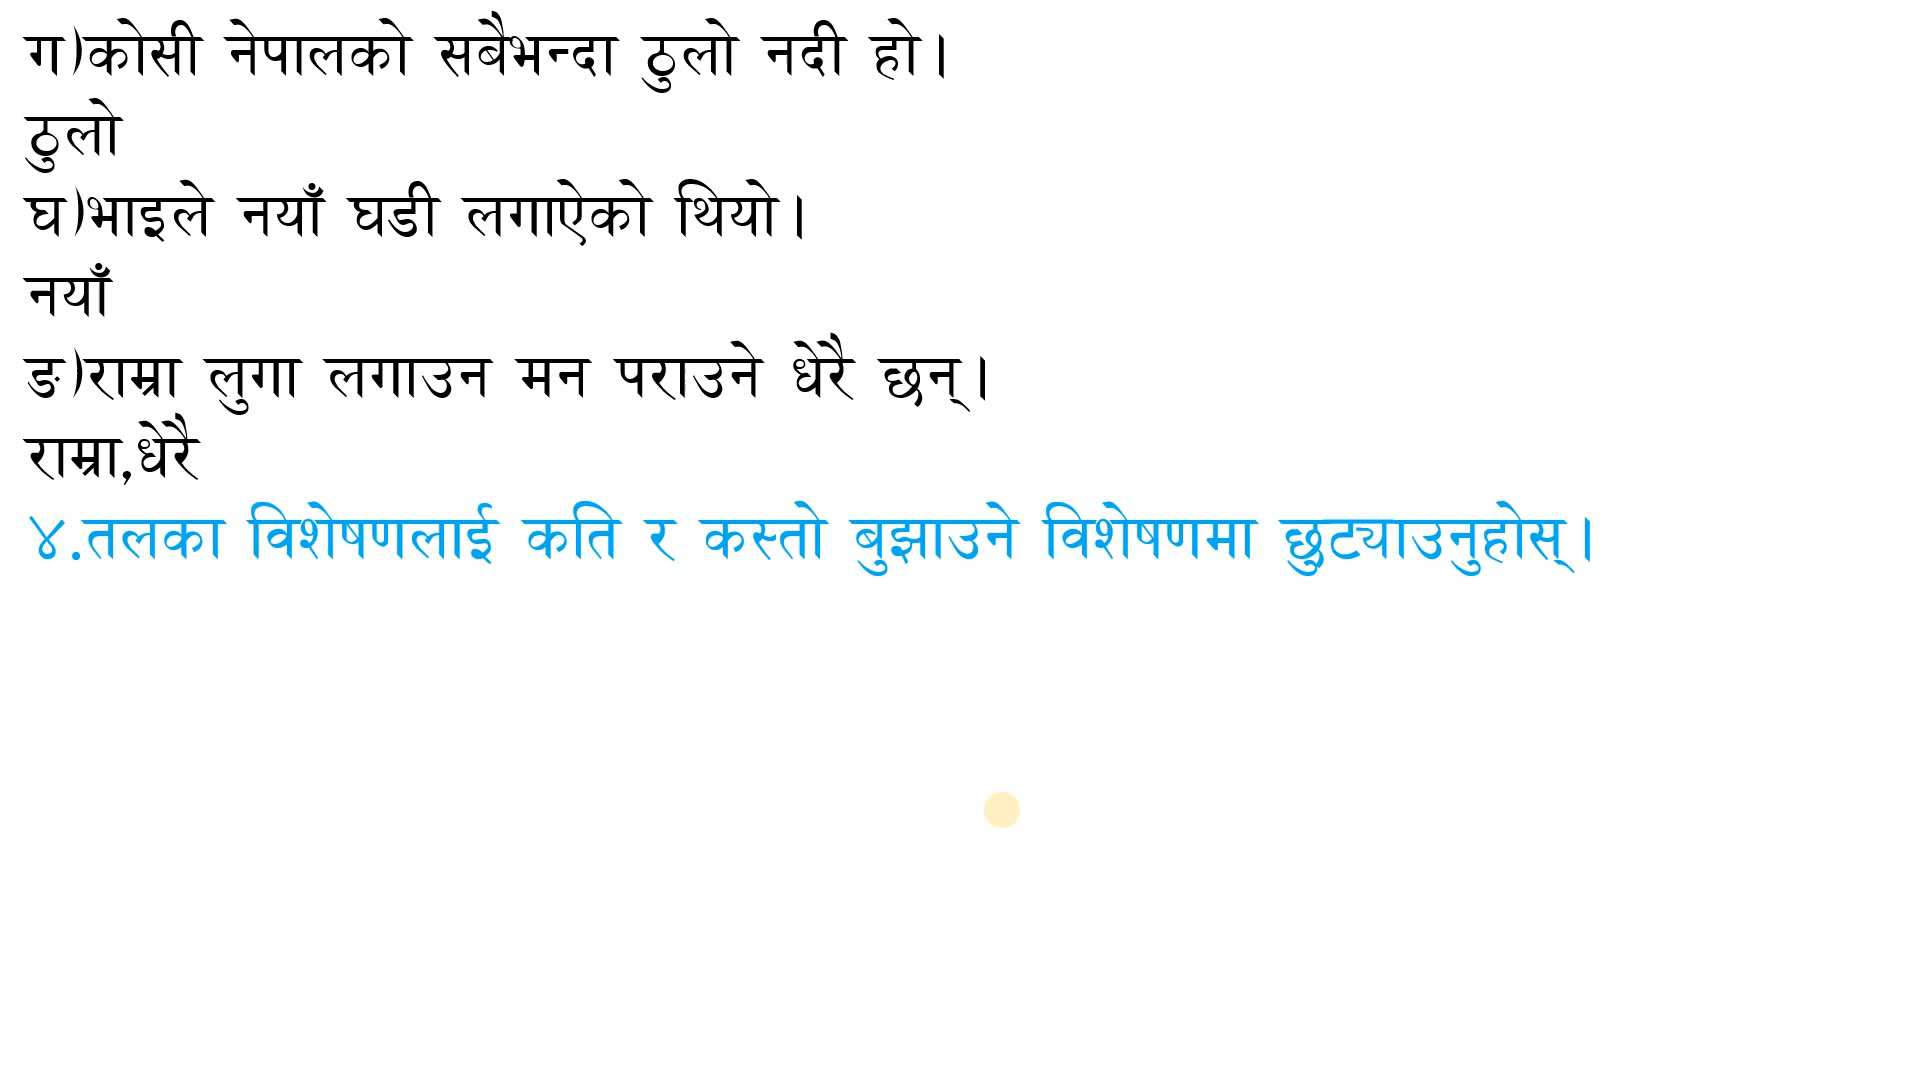 ग)कोसी नेपालको सबैभन्दा ठुलो नदी हो।
ठुलो
घ)भाइले नयाँ घडी लगाऐको थियो।
नयाँ
ङ)राम्रा लुगा लगाउन मन पराउने धेरै छन्।
राम्रा,धेरै
४.तलका विशेषणलाई कति र कस्तो बुझाउने विशेषणमा छुट्याउनुहोस्।